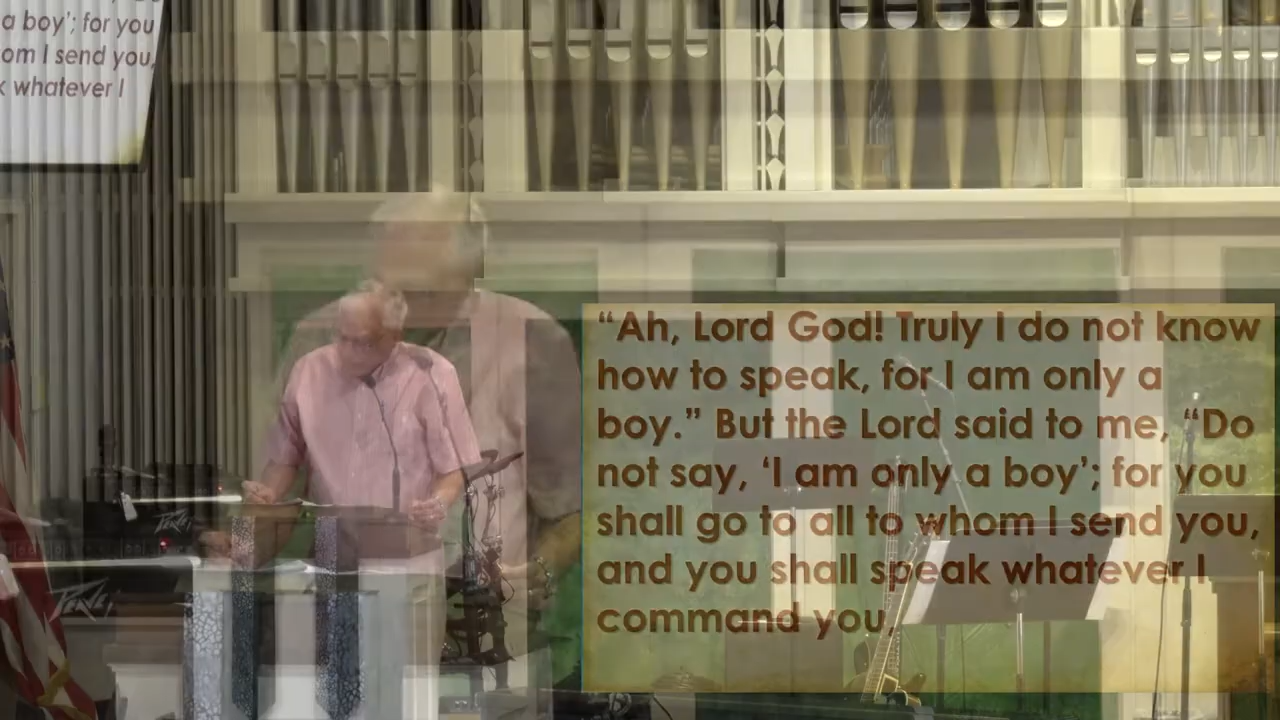 a boy’; for you
om I send you,
k whatever I
“Ah, Lord God! Truly I do not know
how to speak, for I am only a
boy.” But the Lord said to me, “Do
not say, ‘I am only a boy’; for you
shall go to all to whom I send you,
and you shall speak whatever I
command you,
PEAVEY
PEAVEY